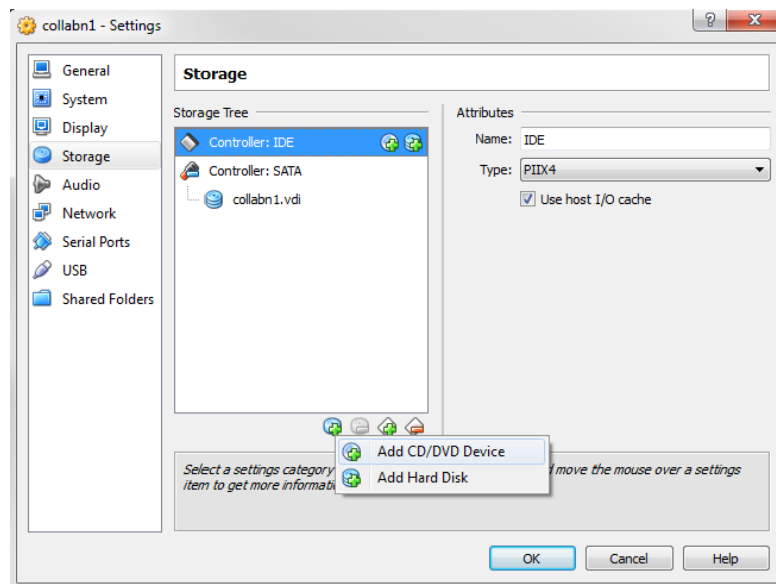 collabn1 - Settings
General
System
Display
Storage
Audio
Network
Serial Ports
USB
Shared Folders
Storage
Storage Tree
Controller: IDE
Controller: SATA
collabn1.vdi
Attributes
Name: IDE
Type: PIIX4
Use host I/O cache
Add CD/DVD Device
Add Hard Disk
Select a settings category move the mouse over a settings
item to get more
OK Cancel Help